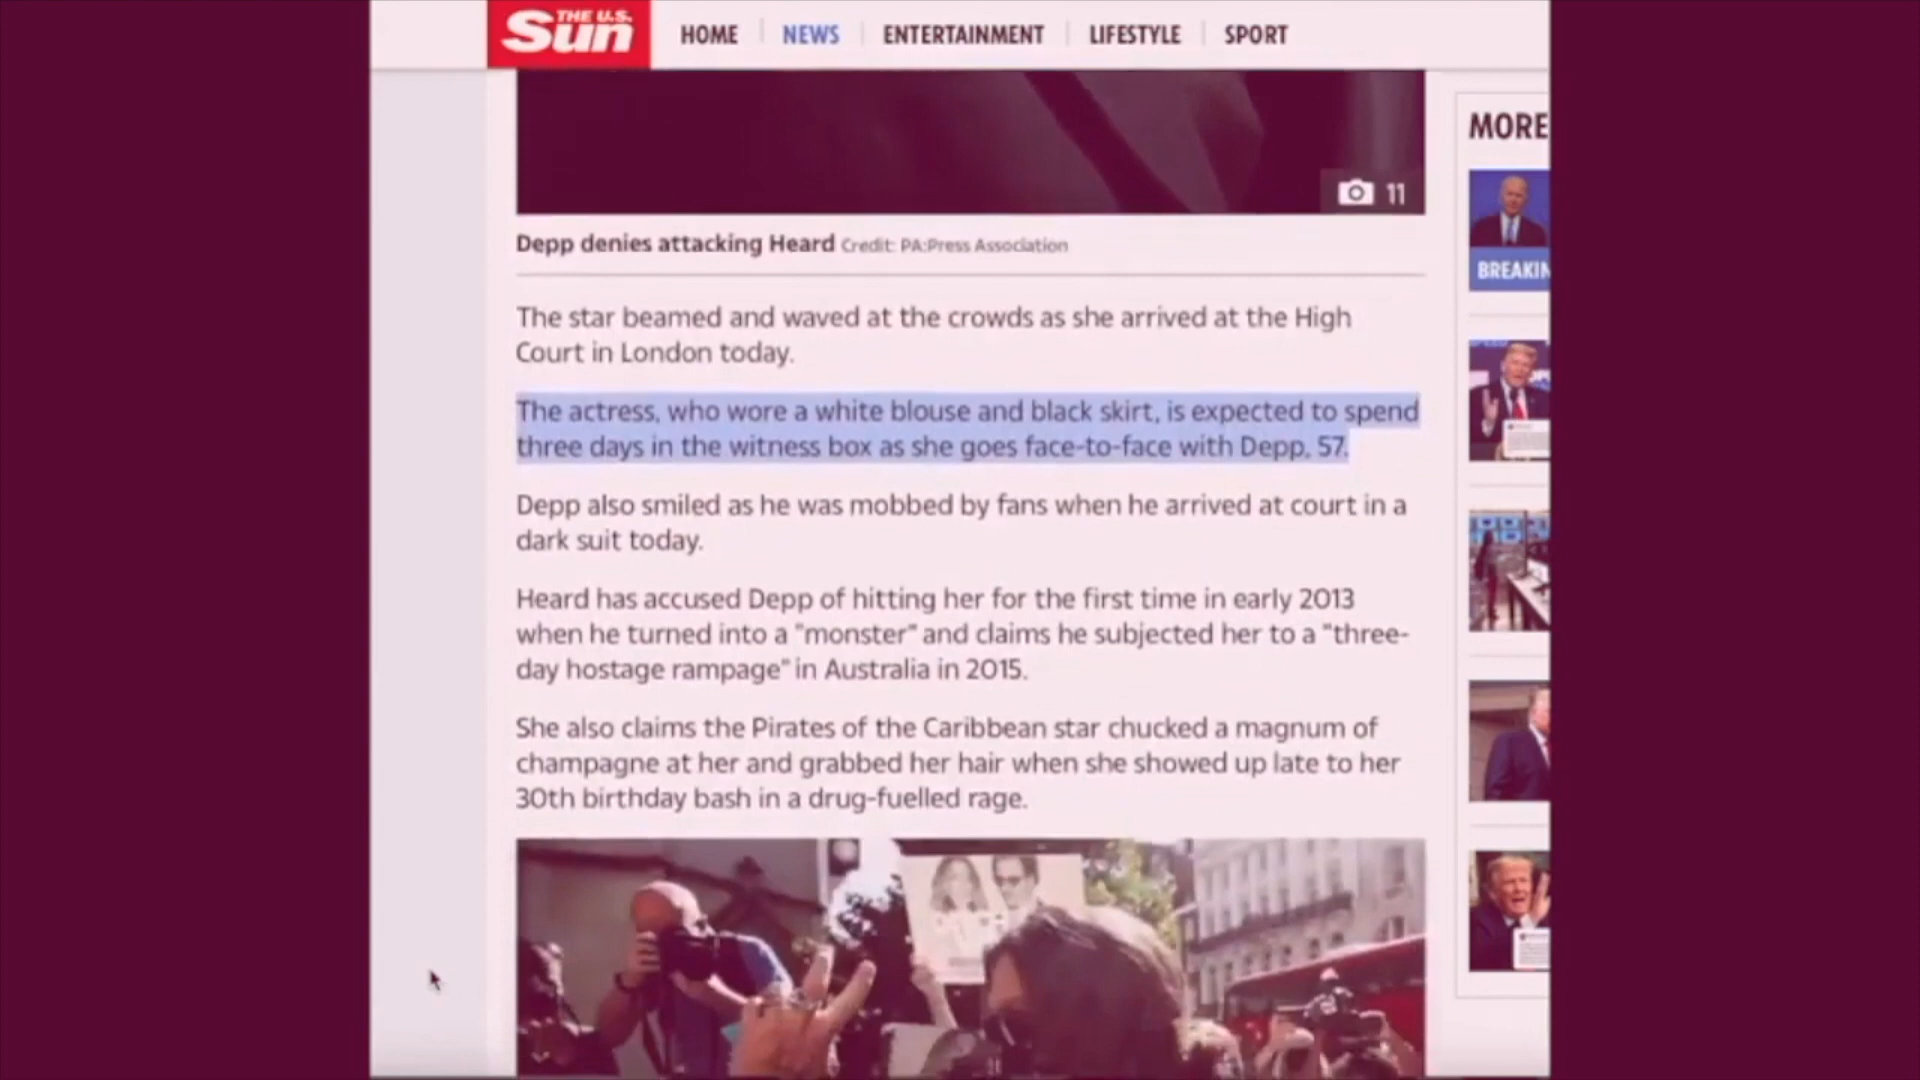 THE U.S.
Sun
HOME
NEWS
ENTERTAINMENT
LIFESTYLE
SPORT
11
MORE
Depp denies attacking Heard Credit: PA:Press Association
BREAKIN
The star beamed and waved at the crowds as she arrived at the High
Court in London today.
The actress, who wore a white blouse and black skirt, is expected to spend
three days in the witness box as she goes face-to-face with Depp, 57.
Depp also smiled as he was mobbed by fans when he arrived at court in a
dark suit today.
Heard has accused Depp of hitting her for the first time in early 2013
when he turned into a "monster" and claims he subjected her to a "three-
day hostage rampage" in Australia in 2015.
She also claims the Pirates of the Caribbean star chucked a magnum of
champagne at her and grabbed her hair when she showed up late to her
30th birthday bash in a drug-fuelled rage.